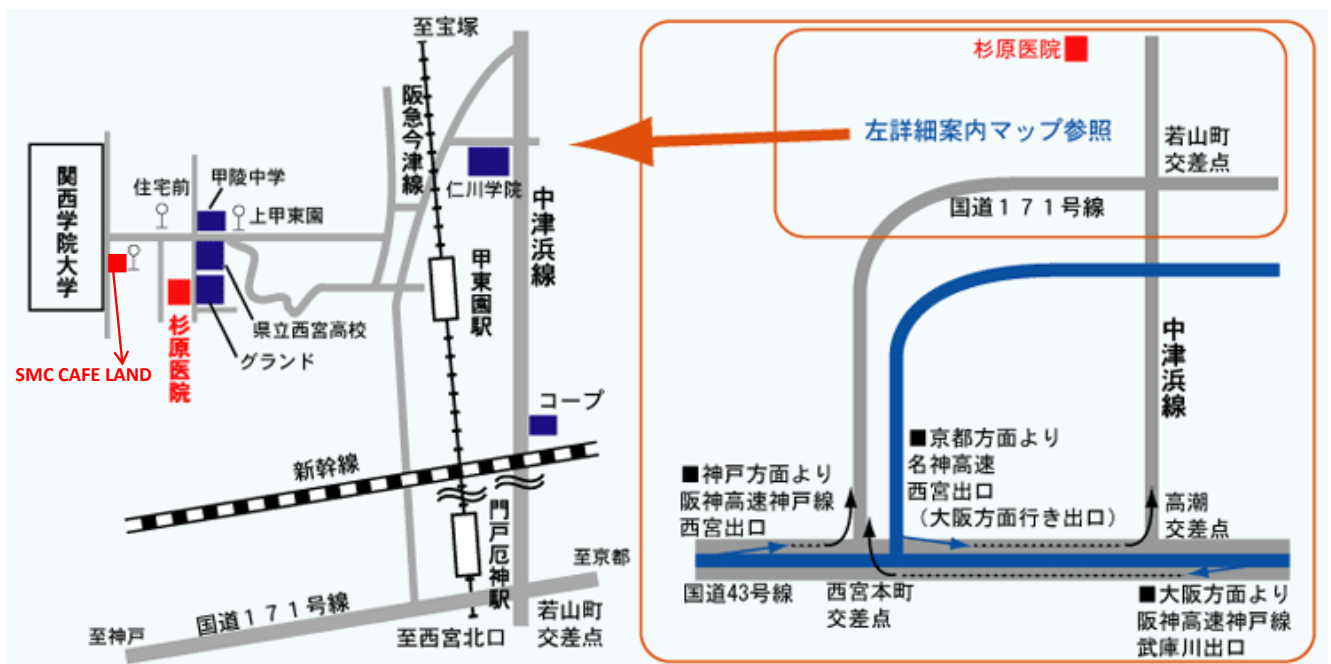 至宝塚
阪急今津線
関西学院大学
住宅前
甲陵中学
上甲東園
仁川学院
中津浜線
甲東園駅
県立西宮高校
グランド
杉原医院
SMC CAFE LAND
コープ
新幹線
門戸厄神駅
至京都
国道171号線
若山町
交差点
至神戸
至西宮北口
杉原医院
左詳細案内マップ参照
若山町
交差点
国道171号線
中津浜線
■京都方面より
名神高速
西宮出口
（大阪方面行き出口）
■神戸方面より
阪神高速神戸線
西宮出口
高潮
交差点
国道43号線
西宮本町
交差点
■大阪方面より
阪神高速神戸線
武庫川出口